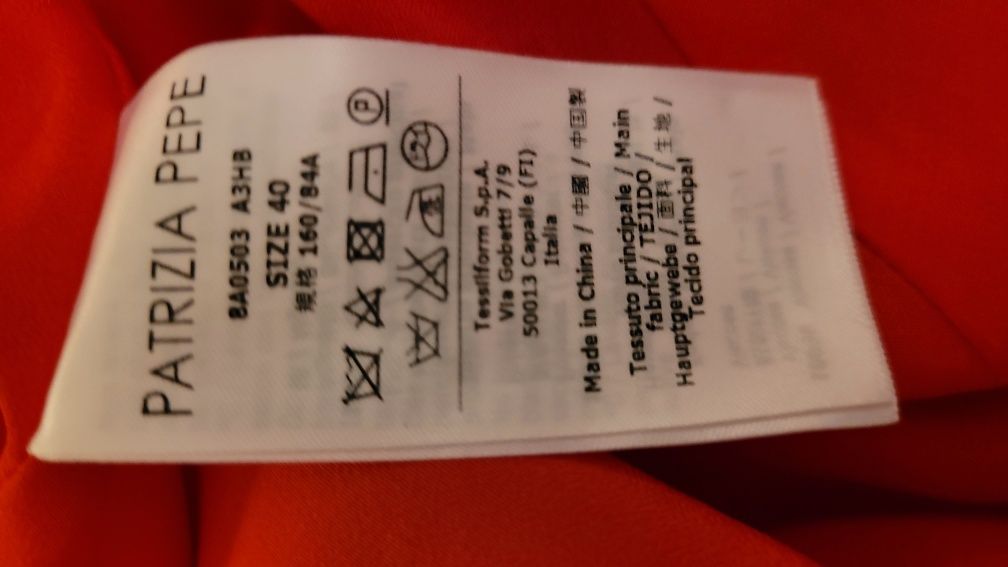 PATRIZIA PEPE
8A0503 A3HB
SIZE 40
規格 160/84A
P
Tessilform S.p.A.
Via Gobetti 7/9
50013 Capalle (FI)
Italia
Made in China / 中國 / 中国製
Tessuto principale / Main
fabric / TEJIDO /
Hauptgewebe / 面料 / 生地 /
Tecido principal